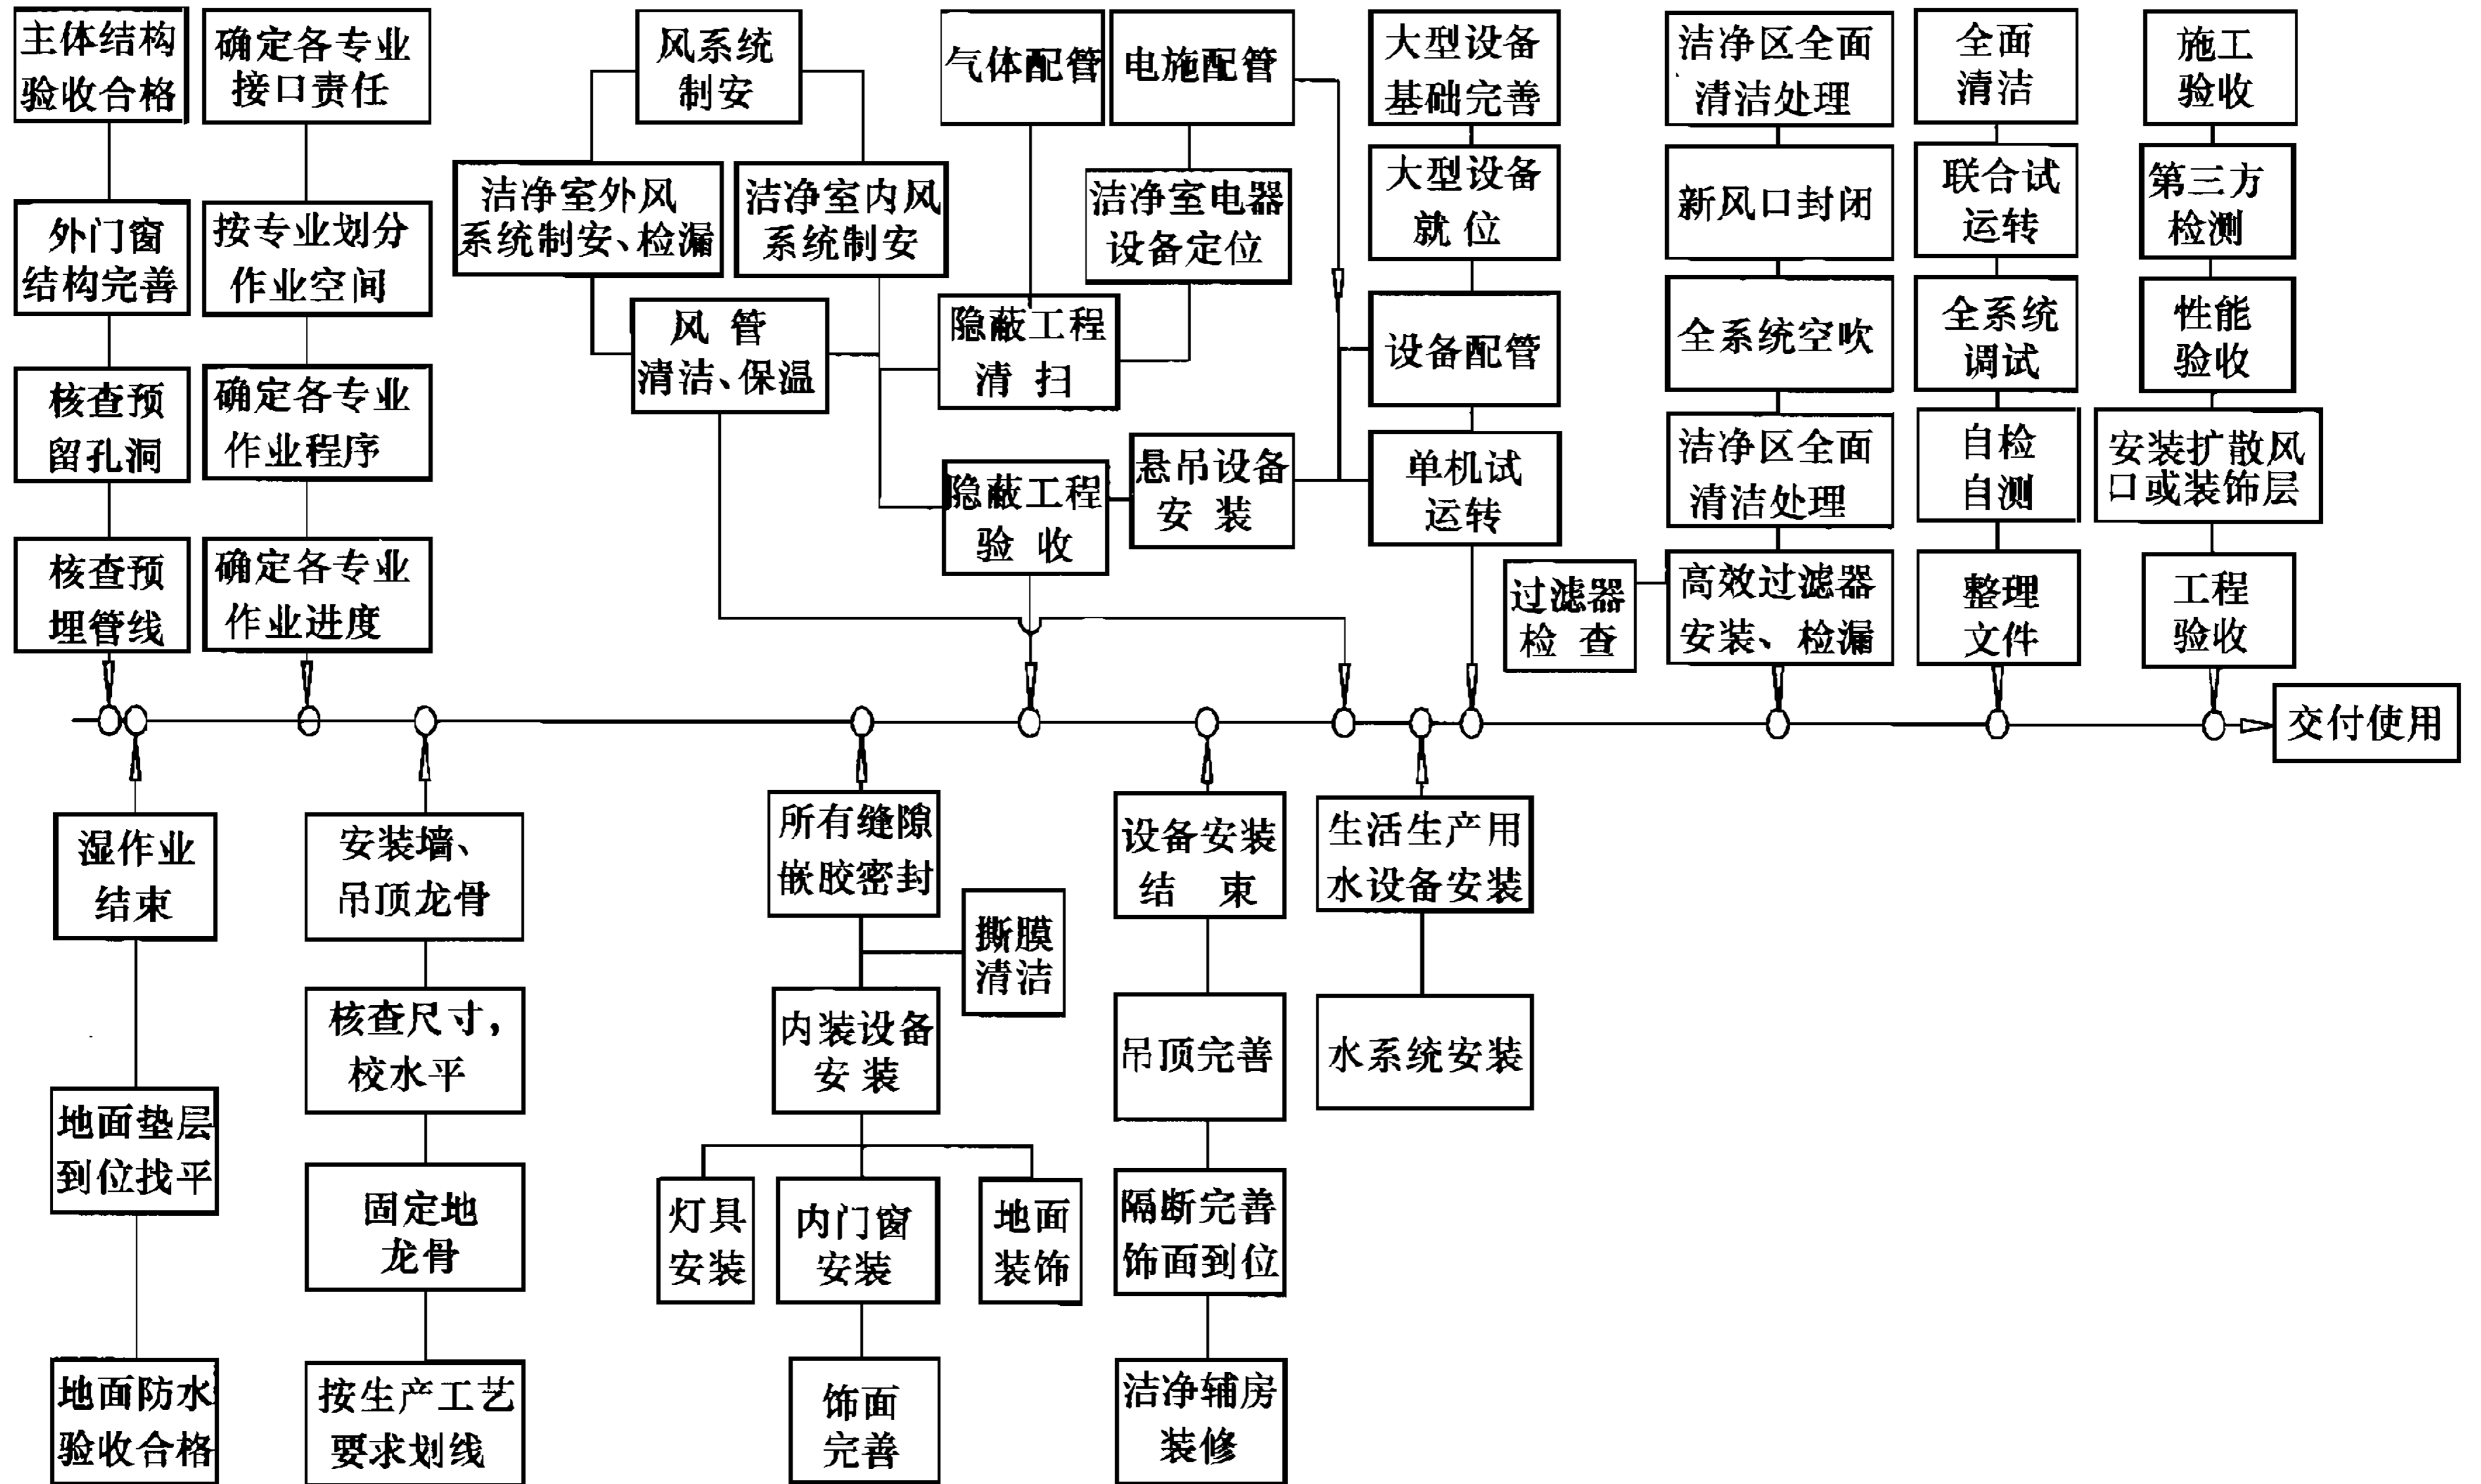 主体结构
验收合格
外门窗
结构完善
核查预
留孔洞
核查预
埋管线
确定各专业
接口责任
按专业划分
作业空间
确定各专业
作业程序
确定各专业
作业进度
风系统
制安
洁净室外风
系统制安、检漏
洁净室内风
系统制安
风管
清洁、保温
气体配管
电施配管
洁净室电器
设备定位
隐蔽工程
清扫
隐蔽工程
验收
悬吊设备
安装
大型设备
基础完善
大型设备
就位
设备配管
单机试
运转
过滤器
检查
洁净区全面
清洁处理
新风口封闭
全系统空吹
洁净区全面
清洁处理
高效过滤器
安装、检漏
全面
清洁
联合试
运转
全系统
调试
自检
自测
整理
文件
施工
验收
第三方
检测
性能
验收
安装扩散风
口或装饰层
工程
验收
交付使用
湿作业
结束
地面垫层
到位找平
地面防水
验收合格
安装墙、
吊顶龙骨
核查尺寸，
校水平
固定地
龙骨
按生产工艺
要求划线
所有缝隙
嵌胶密封
撕膜
清洁
内装设备
安装
灯具
安装
内门窗
安装
地面
装饰
饰面
完善
设备安装
结束
吊顶完善
隔断完善
饰面到位
洁净辅房
装修
生活生产用
水设备安装
水系统安装